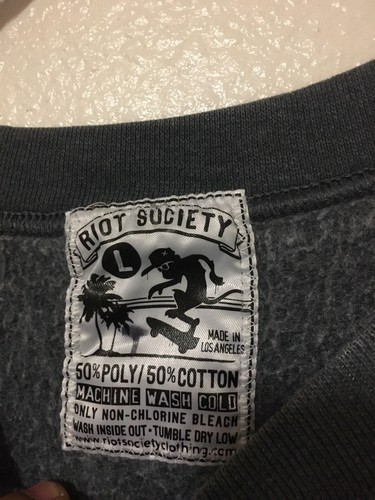 RIOT SOCIETY
L
MADE IN
LOS ANGELES
50% POLY/50% COTTON
MACHINE WASH COLD
ONLY NON-CHLORINE BLEACH
WASH INSIDE OUT • TUMBLE DRY LOW
www.riotsocietyclothing.com